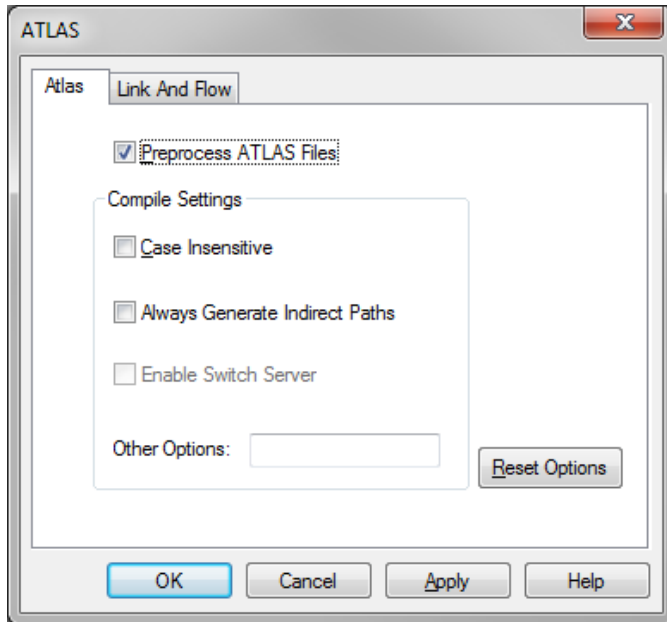 ATLAS
Atlas
Link And Flow
Preprocess ATLAS Files
Compile Settings
Case Insensitive
Always Generate Indirect Paths
Enable Switch Server
Other Options:
Reset Options
OK
Cancel
Apply
Help